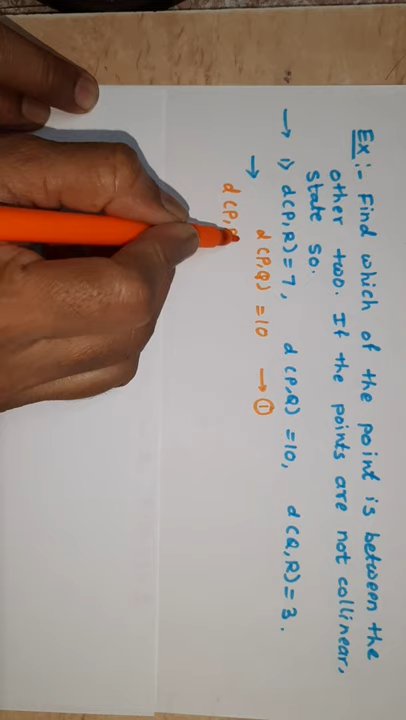 Ex :- Find which of the point is between the
other two. If the points are not collinear,
state so.
→ 1) d(P,R) = 7, d(P,Q) = 10, d(Q,R) = 3.
→ d(P,Q) = 10 → ①
d(P,